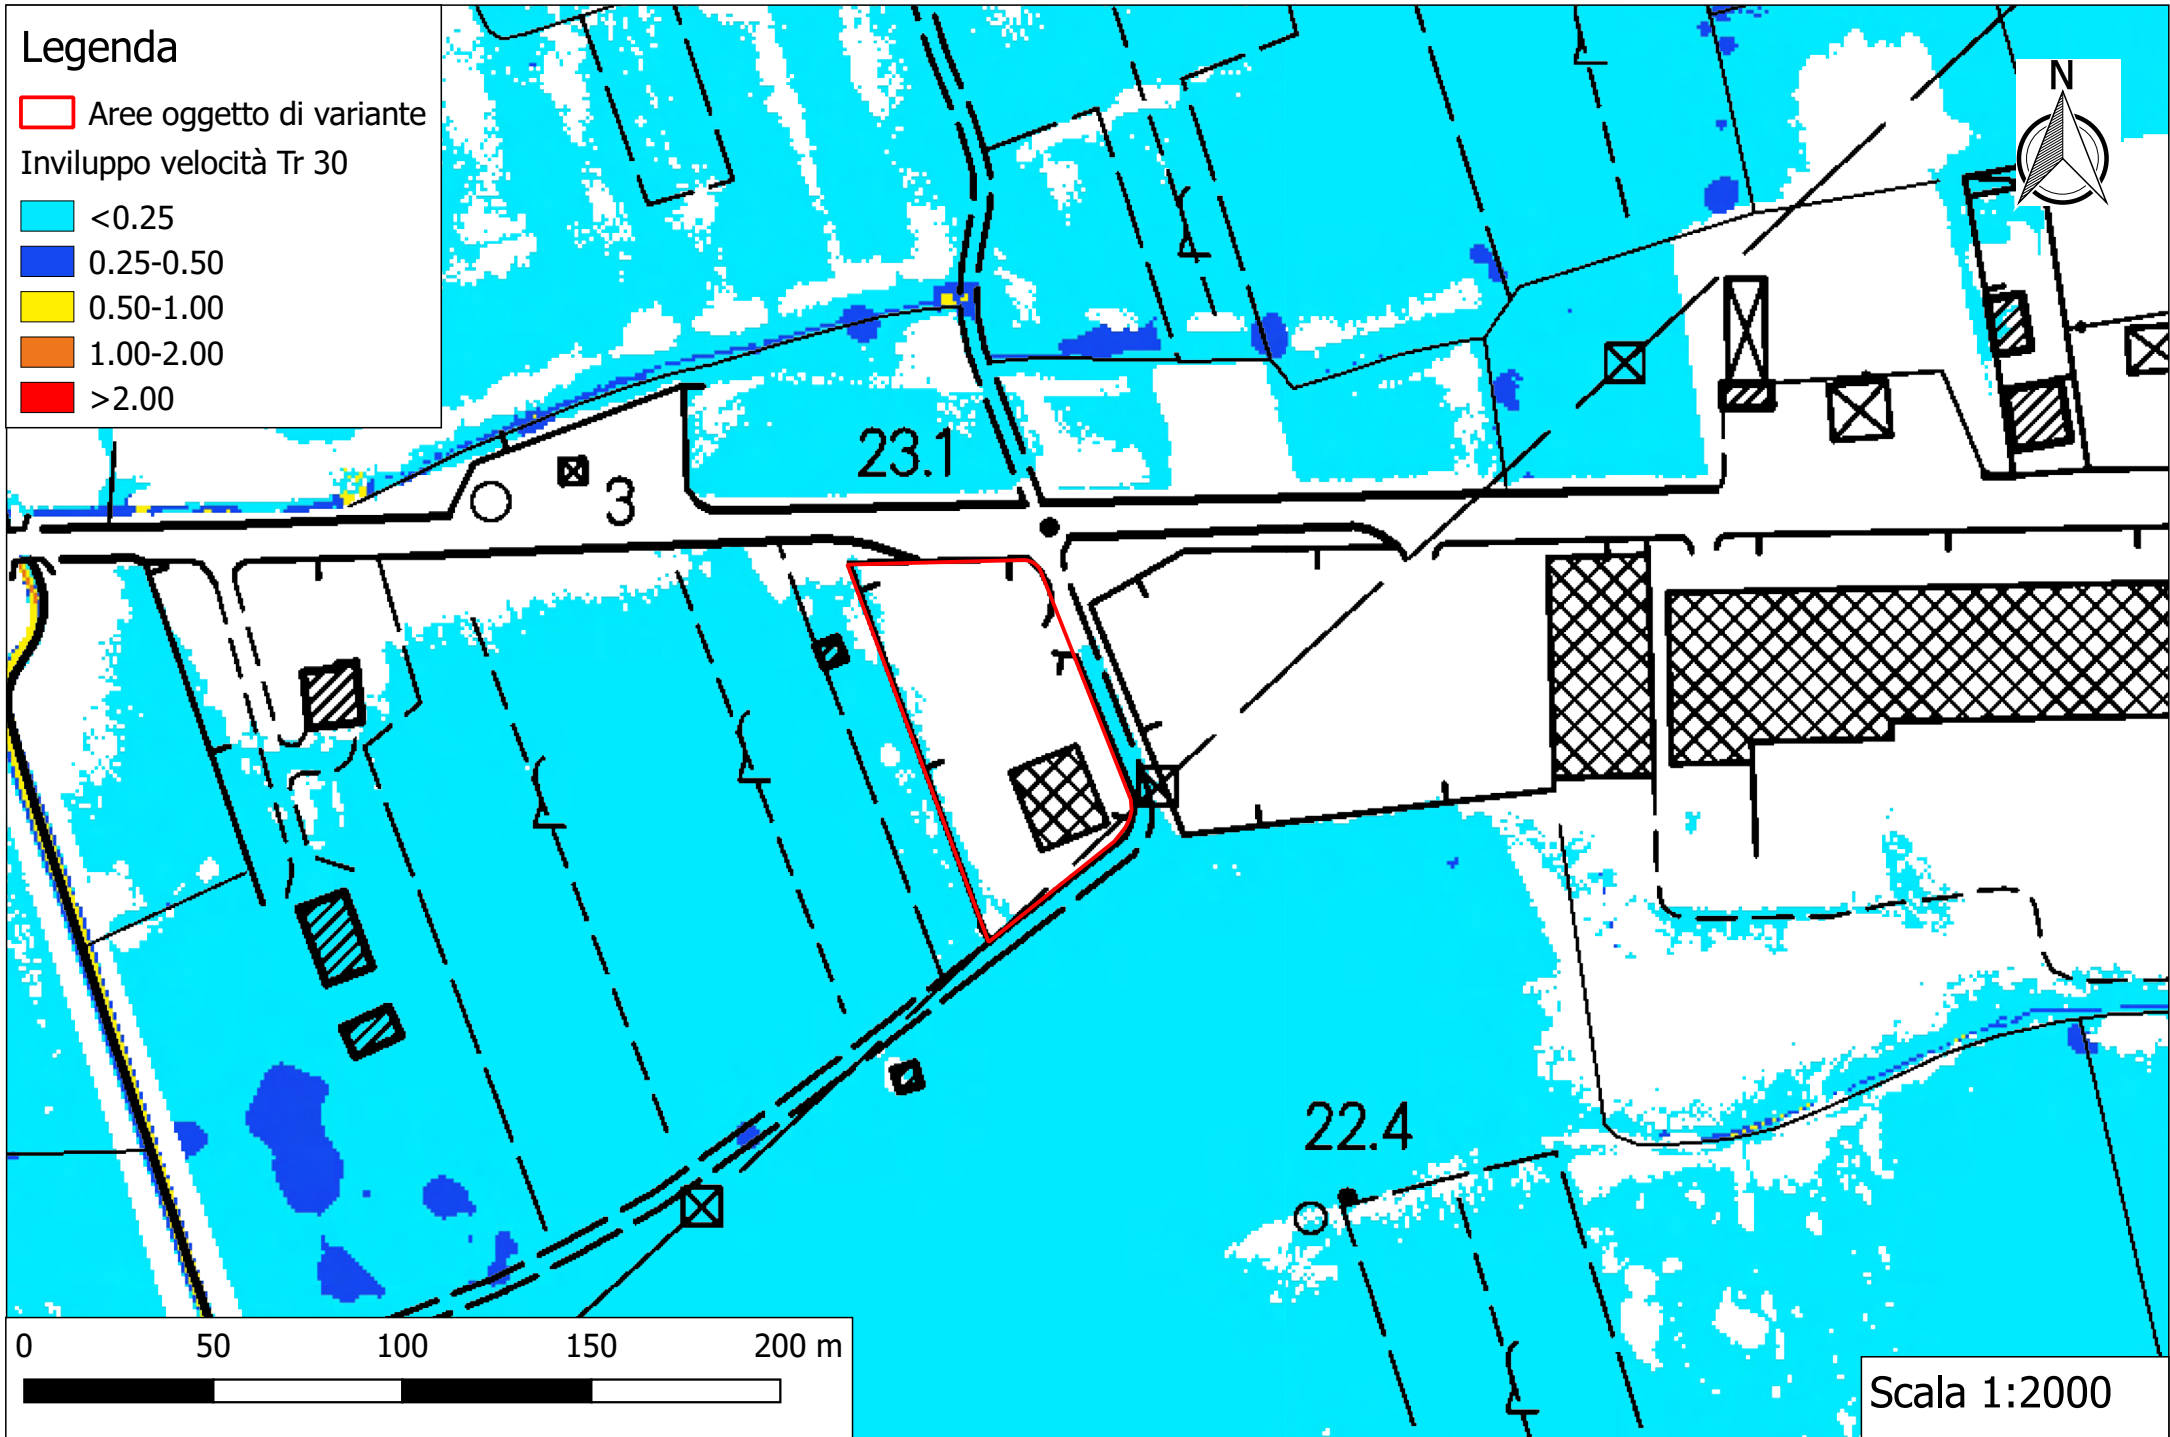 Legenda
Aree oggetto di variante
Inviluppo velocità Tr 30
<0.25
0.25-0.50
0.50-1.00
1.00-2.00
>2.00
N
23.1
3
22.4
0 50 100 150 200 m
Scala 1:2000